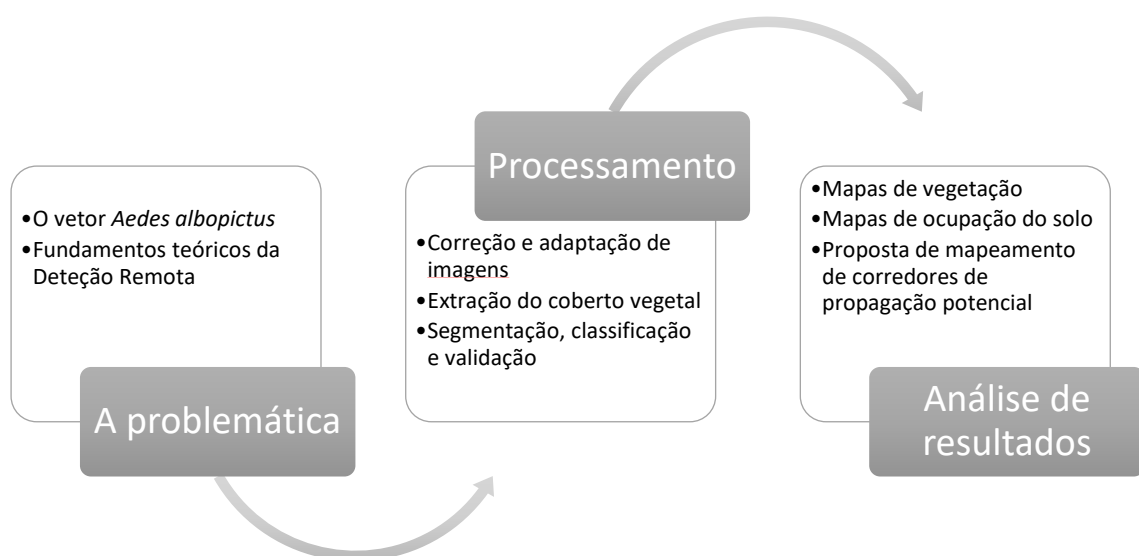 •O vetor Aedes albopictus
•Fundamentos teóricos da
Deteção Remota
A problemática
Processamento
•Correção e adaptação de
imagens
•Extração do coberto vegetal
•Segmentação, classificação
e validação
•Mapas de vegetação
•Mapas de ocupação do solo
•Proposta de mapeamento
de corredores de
propagação potencial
Análise de
resultados